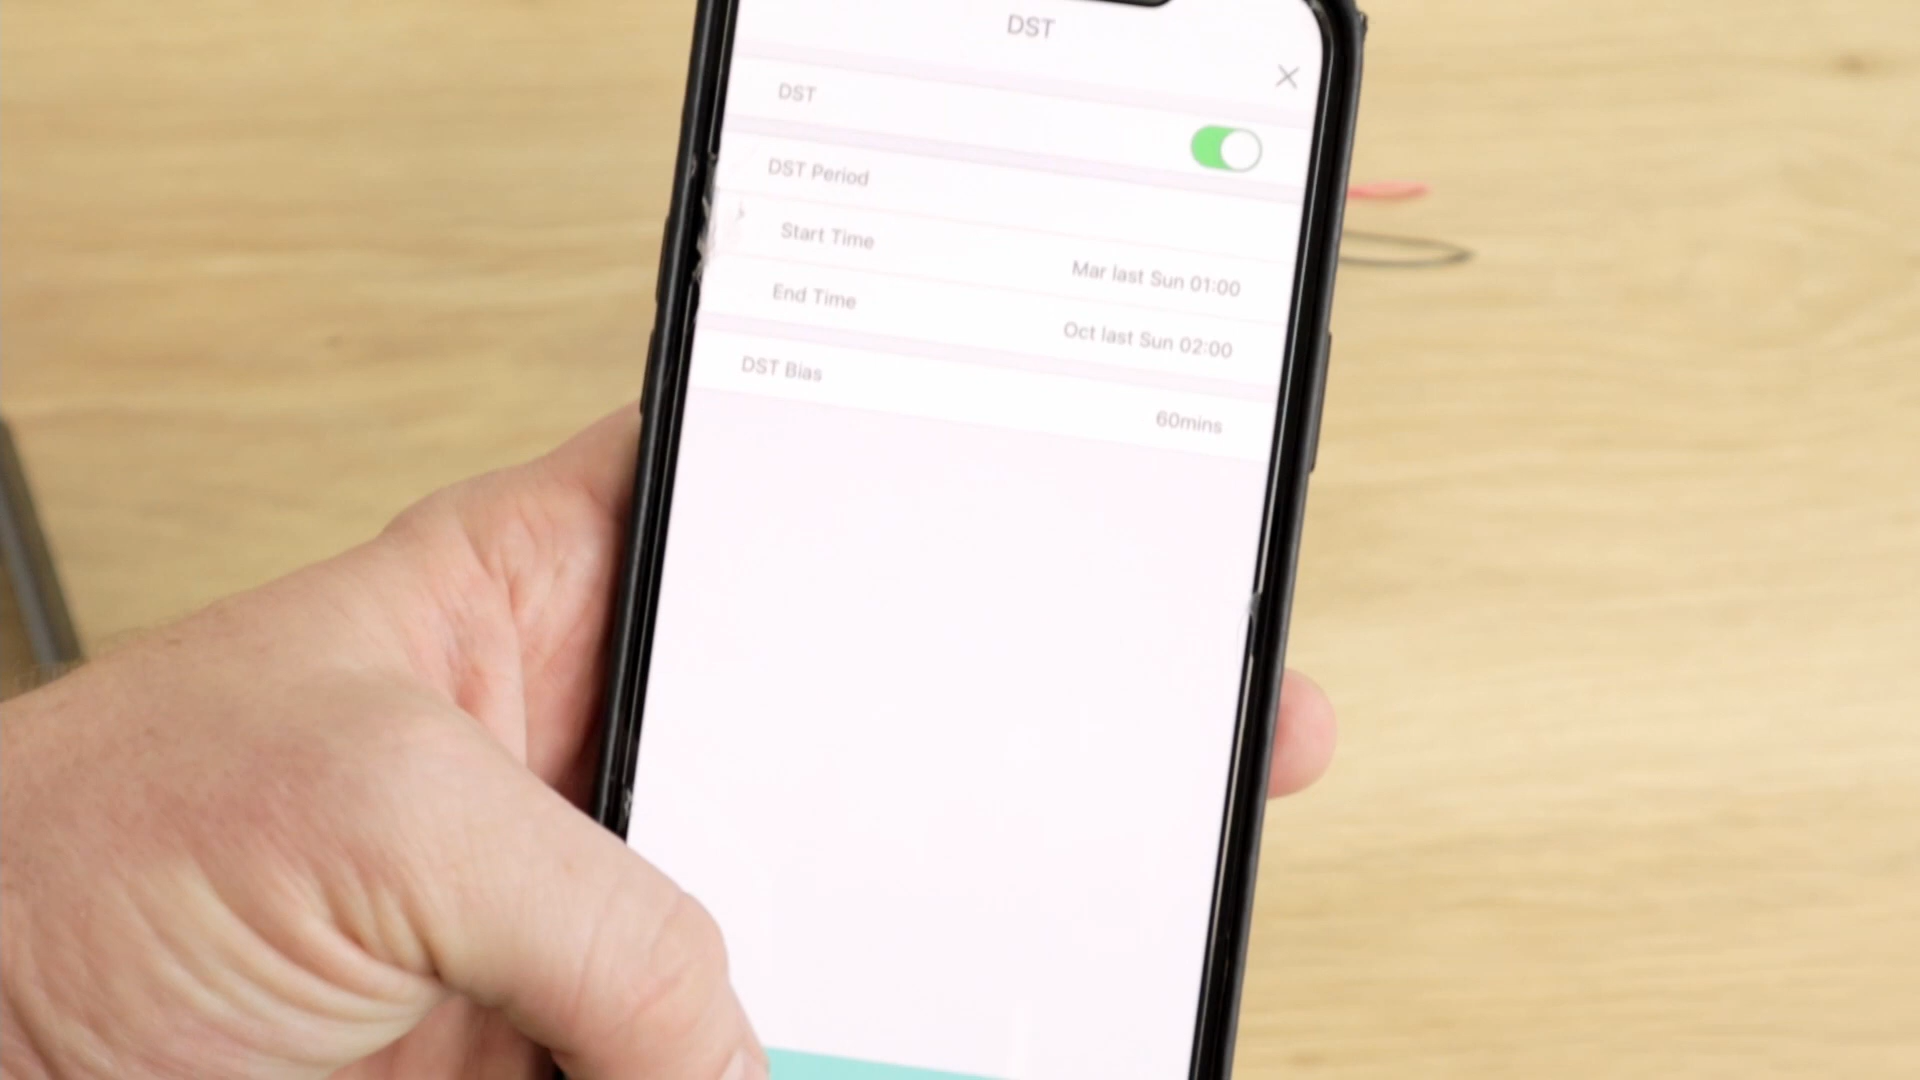 DST
DST
DST Period
Start Time
Mar last Sun 01:00
End Time
Oct last Sun 02:00
DST Bias
60mins